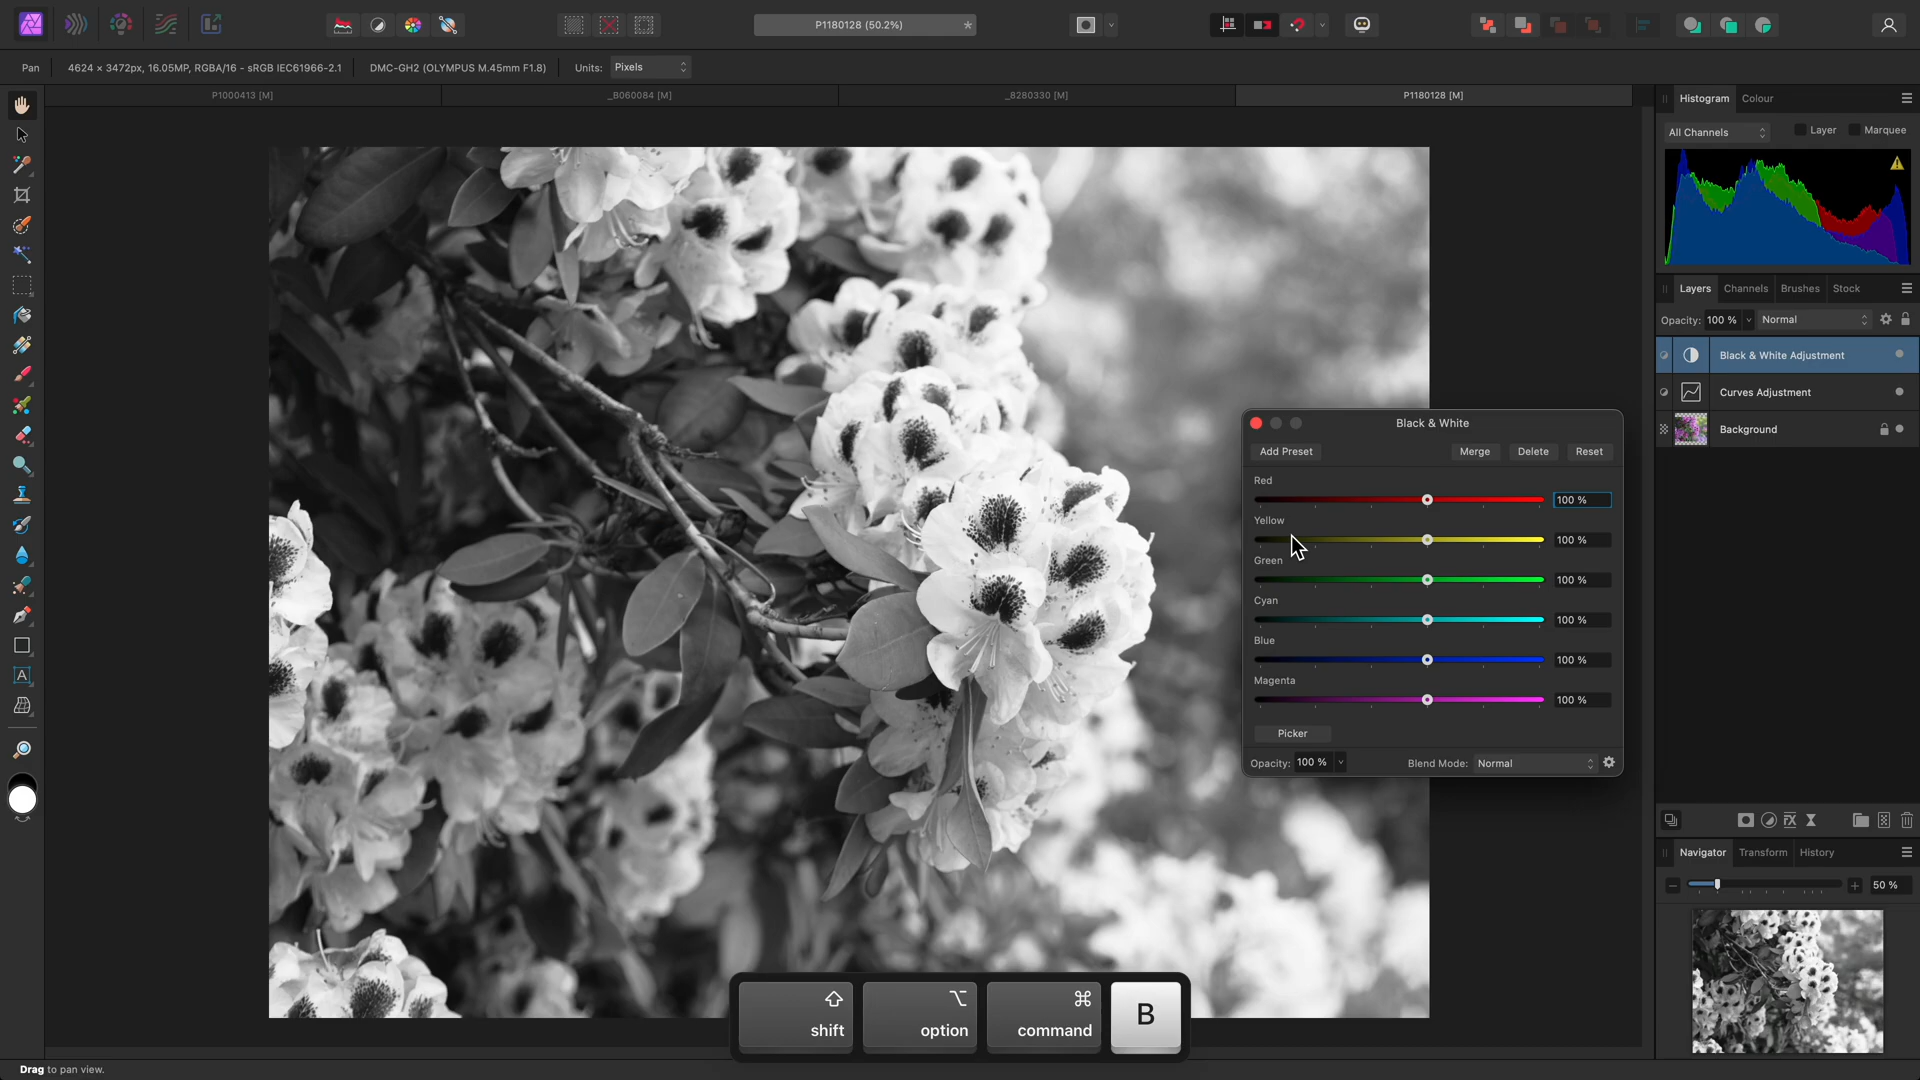 P1180128 (50.2%)
*
Pan
4624 × 3472px, 16.05MP, RGBA/16 - sRGB IEC61966-2.1
DMC-GH2 (OLYMPUS M.45mm F1.8)
Units:
Pixels
P1000413 [M]
_B060084 [M]
_8280330 [M]
P1180128 [M]
Histogram
Colour
All Channels
Layer
Marquee
Layers
Channels
Brushes
Stock
Opacity:
100 %
Normal
Black & White Adjustment
Curves Adjustment
Background
Black & White
Add Preset
Merge
Delete
Reset
Red
100 %
Yellow
100 %
Green
100 %
Cyan
100 %
Blue
100 %
Magenta
100 %
Picker
Opacity:
100 %
Blend Mode:
Normal
Navigator
Transform
History
50 %
shift
option
command
B
Drag to pan view.